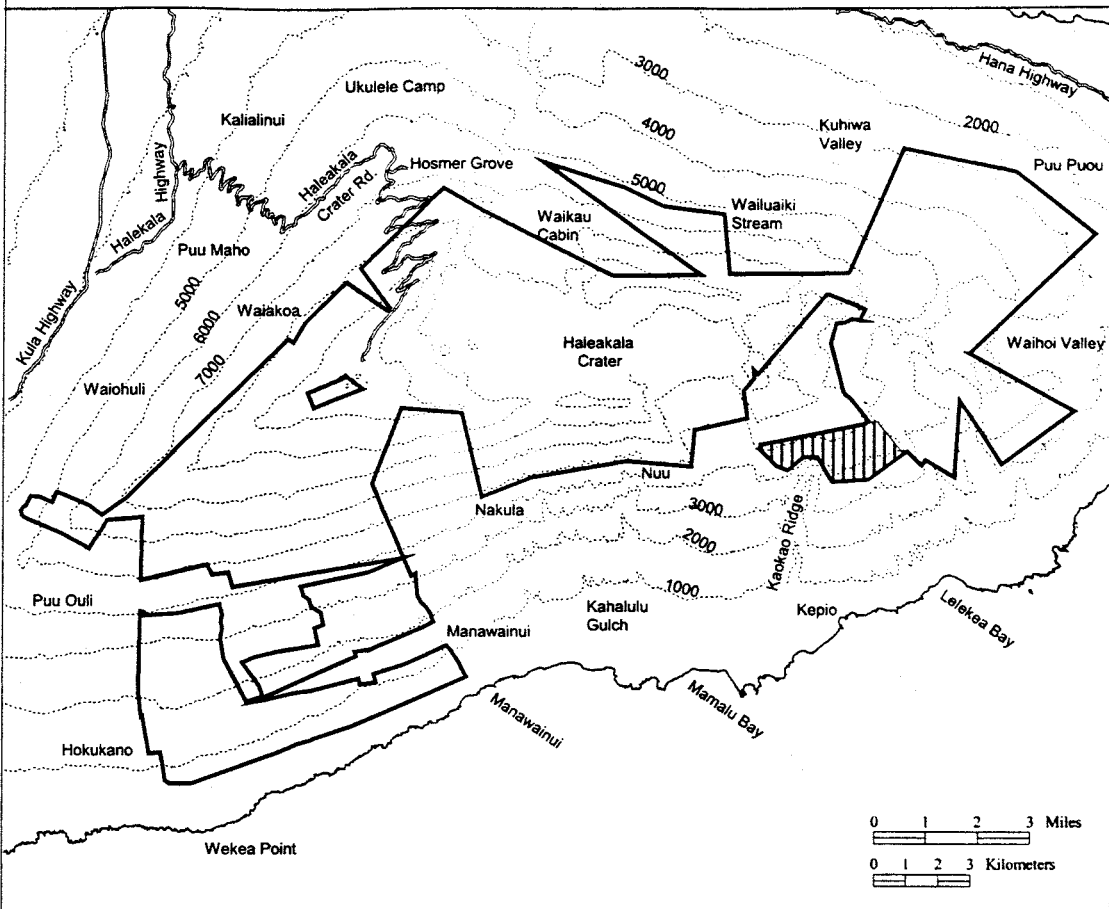 3000
Hana Highway
Ukulele Camp
Kalialinui
4000
Kuhiwa
Valley
2000
Puu Puou
Halekala
Highway
Haleakala
Crater Rd.
Hosmer Grove
5000
Waikau
Cabin
Wailuaiki
Stream
Puu Maho
5000
Kula Highway
6000
Waiakoa
Haleakala
Crater
Waihoi Valley
7000
Waiohuli
Nuu
Nakula
3000
2000
Kaokao Ridge
1000
Puu Ouli
Kahalulu
Gulch
Kepio
Lelekea Bay
Manawainui
Mamalu Bay
Manawainui
Hokukano
Wekea Point
0 1 2 3 Miles
0 1 2 3 Kilometers